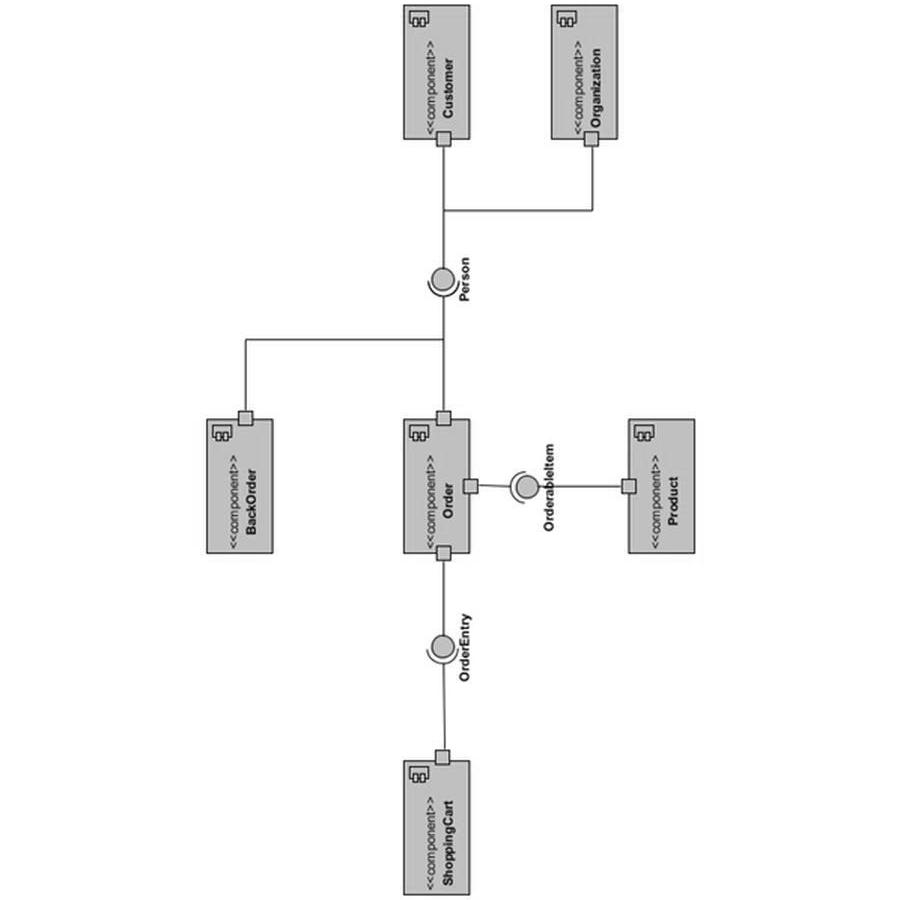 <<component>>
Customer
<<component>>
Organization
Person
<<component>>
BackOrder
<<component>>
Order
OrderableItem
<<component>>
Product
OrderEntry
<<component>>
ShoppingCart